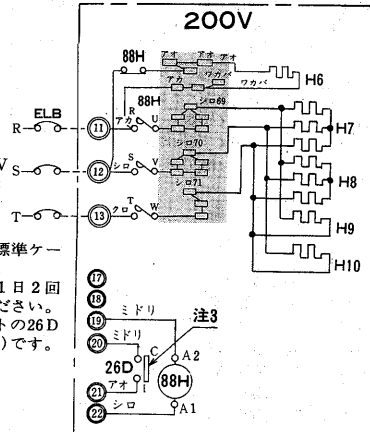 200V
88H
アオ
アオ
アオ
アカ
ワカバ
ワカバ
H6
88H
シロ69
ELB
R
11
アカ
R
U
H7
シロ70
V S
12
シロ
S
V
シロ71
H8
T
13
クロ
T
W
H9
標準ケー
H10
1日2回
ださい。
トの26D
)です。
17
18
19
ミドリ
注3
20
ミドリ
C
A2
26D
88H
21
アオ
22
シロ
A1